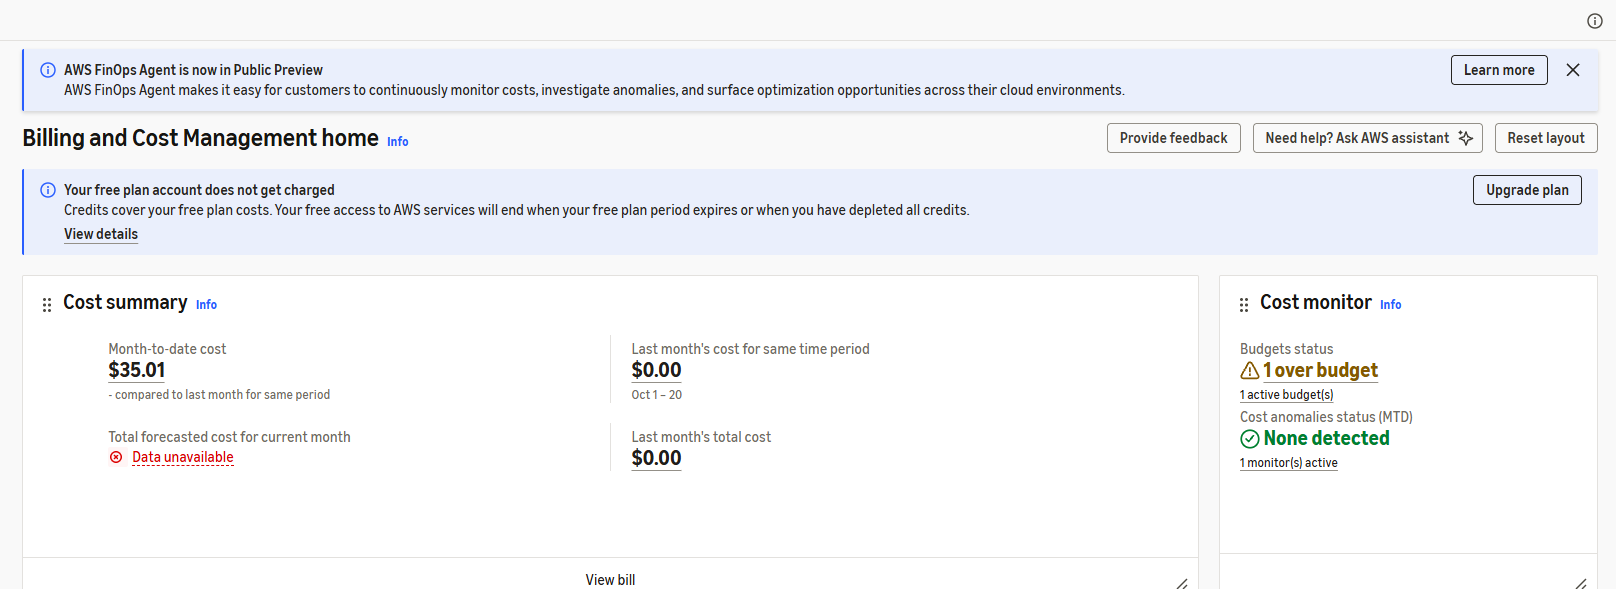 AWS FinOps Agent is now in Public Preview
AWS FinOps Agent makes it easy for customers to continuously monitor costs, investigate anomalies, and surface optimization opportunities across their cloud environments.
Learn more
Billing and Cost Management home Info
Provide feedback
Need help? Ask AWS assistant
Reset layout
Your free plan account does not get charged
Credits cover your free plan costs. Your free access to AWS services will end when your free plan period expires or when you have depleted all credits.
View details
Upgrade plan
Cost summary Info
Month-to-date cost
$35.01
- compared to last month for same period
Last month's cost for same time period
$0.00
Oct 1 – 20
Total forecasted cost for current month
Data unavailable
Last month's total cost
$0.00
View bill
Cost monitor Info
Budgets status
1 over budget
1 active budget(s)
Cost anomalies status (MTD)
None detected
1 monitor(s) active